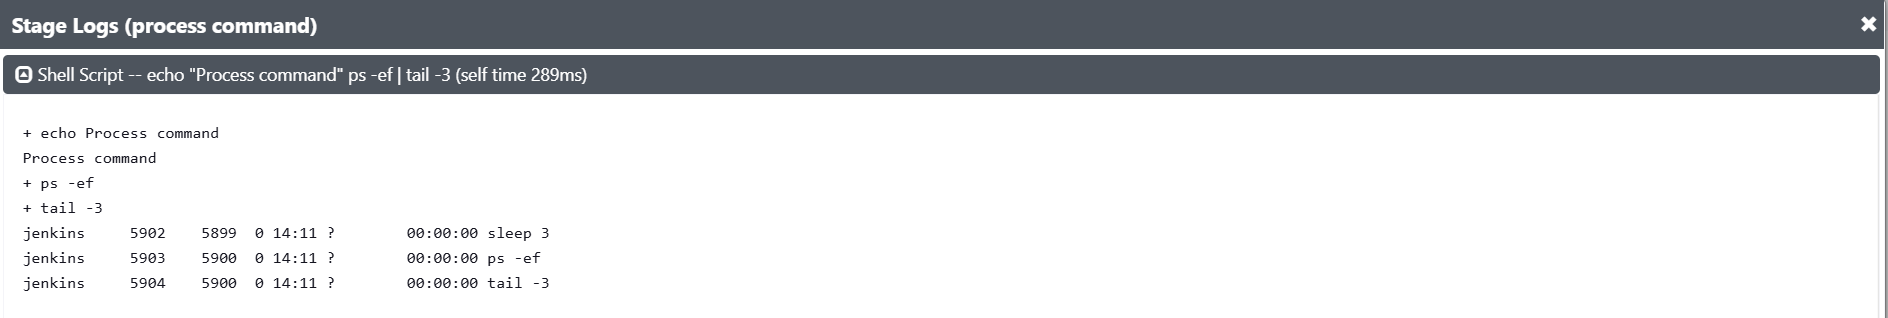 Stage Logs (process command)
Shell Script -- echo "Process command" ps -ef | tail -3 (self time 289ms)
+ echo Process command
Process command
+ ps -ef
+ tail -3
jenkins     5902    5899  0 14:11 ?        00:00:00 sleep 3
jenkins     5903    5900  0 14:11 ?        00:00:00 ps -ef
jenkins     5904    5900  0 14:11 ?        00:00:00 tail -3